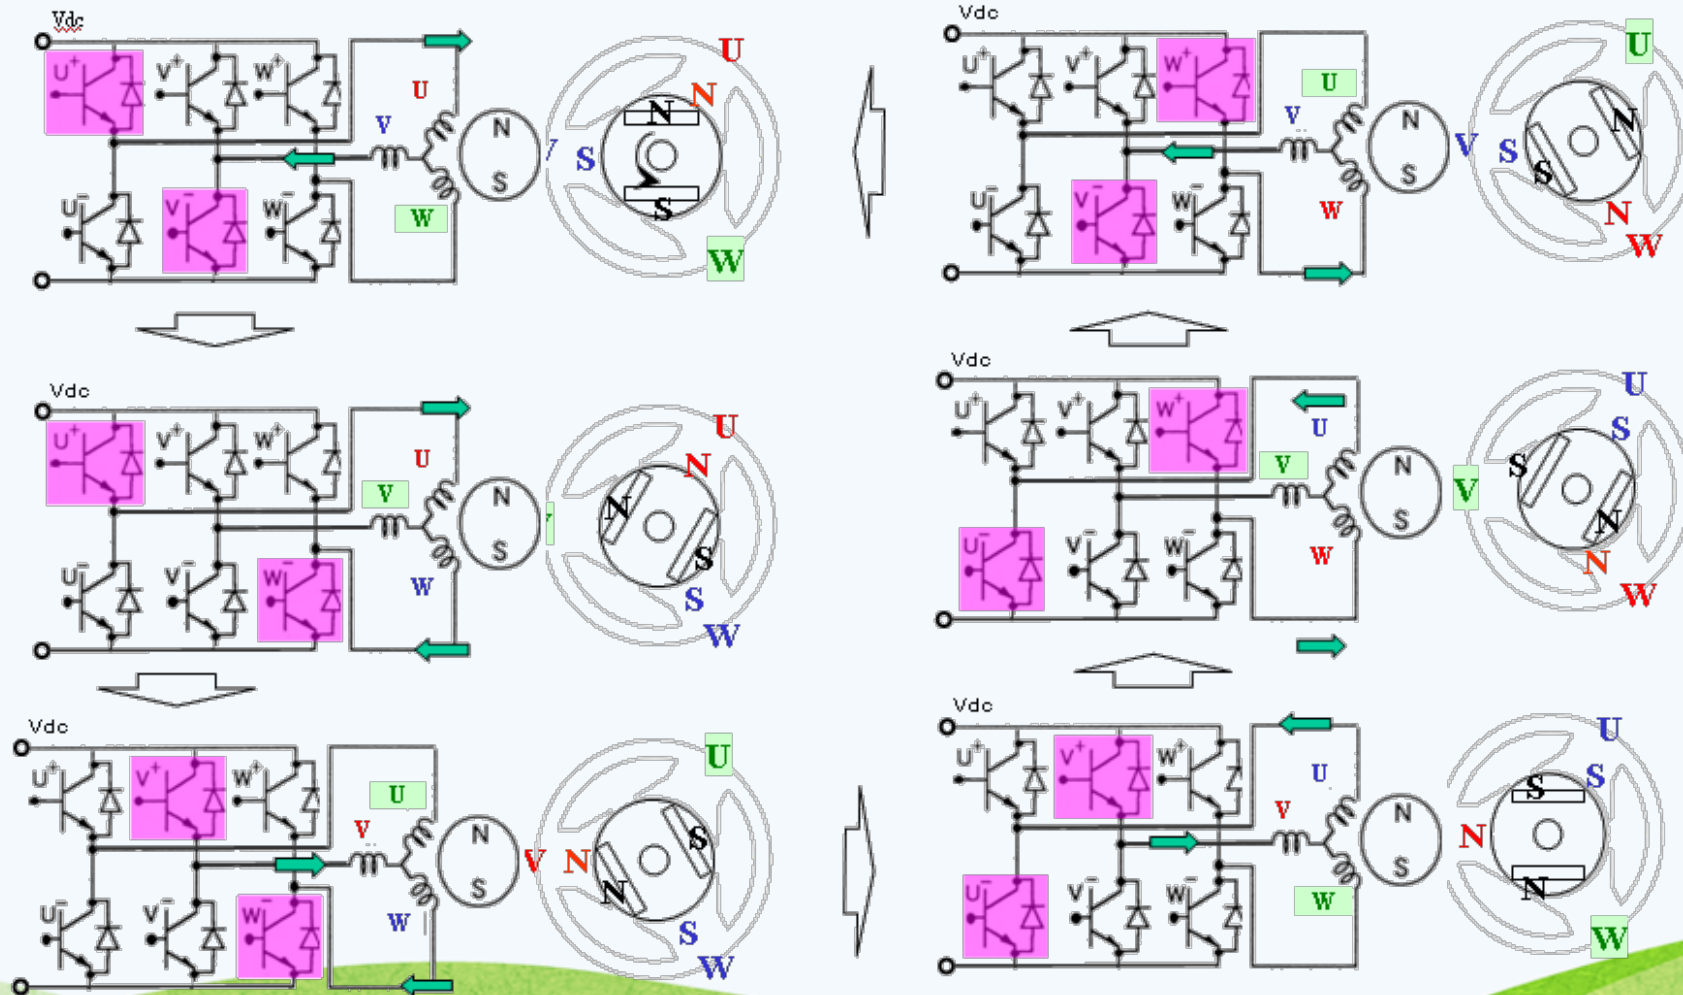 Vdc
U+ V+ W+
U
V
W
U- V- W-
N
S
U
N
N
S
S
W
Vdc
U+ V+ W+
U
V
W
U- V- W-
N
S
V
U
N
N
S
S
W
Vdc
U+ V+ W+
U
V
W
U- V- W-
N
S
V
U
N
S
N
S
W
Vdc
U+ V+ W+
U
V
W
U- V- W-
N
S
V
U
S
N
S
N
W
Vdc
U+ V+ W+
U
V
W
U- V- W-
N
S
V
U
S
S
N
N
W
Vdc
U+ V+ W+
U
V
W
U- V- W-
N
S
U
S
S
N
N
W